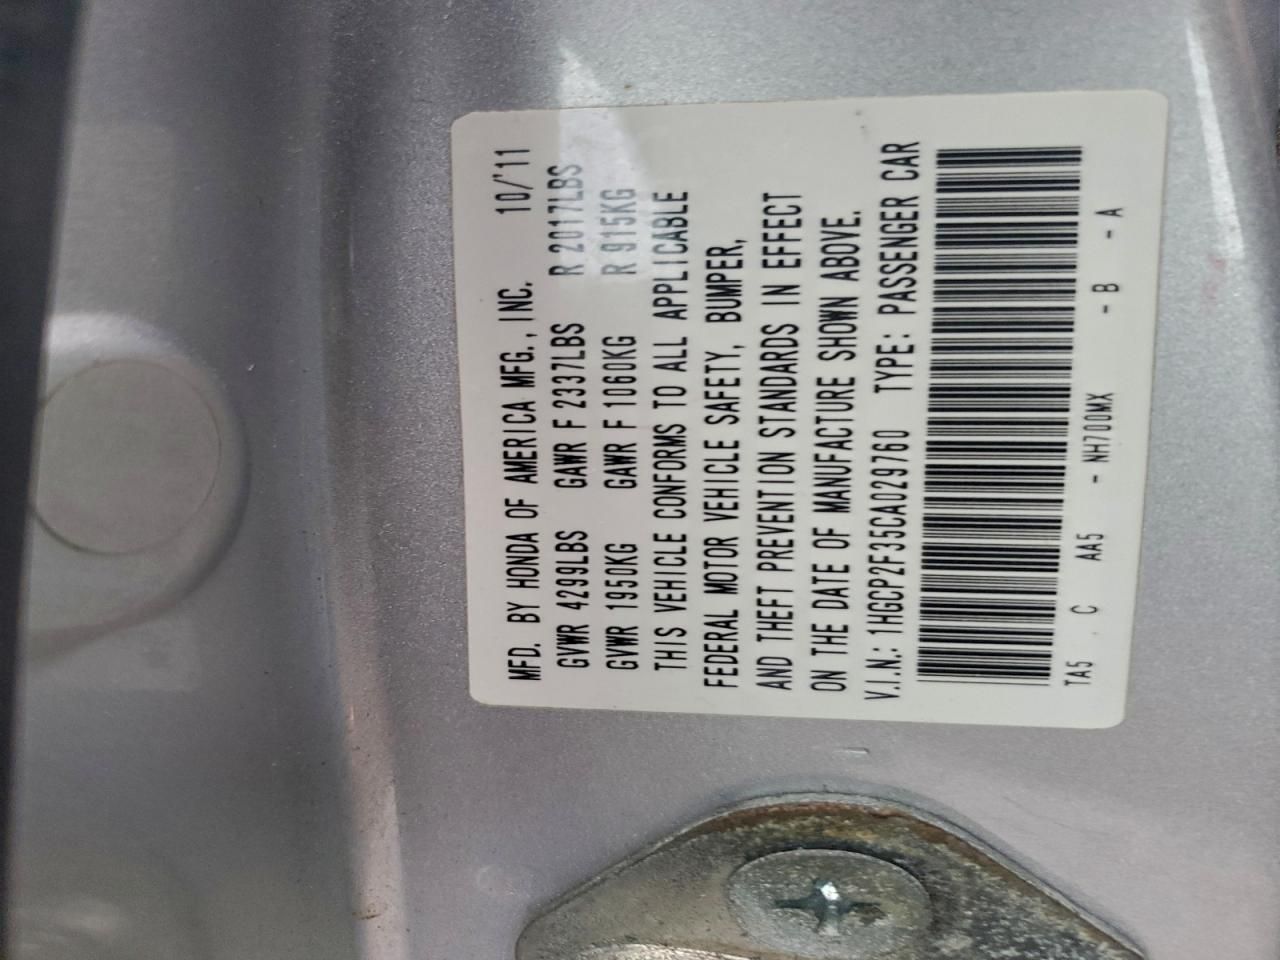 MFD. BY HONDA OF AMERICA MFG., INC. 10/'11
GVWR 4299LBS GAWR F 2337LBS R 2017LBS
GVWR 1950KG GAWR F 1060KG R 915KG
THIS VEHICLE CONFORMS TO ALL APPLICABLE
FEDERAL MOTOR VEHICLE SAFETY, BUMPER,
AND THEFT PREVENTION STANDARDS IN EFFECT
ON THE DATE OF MANUFACTURE SHOWN ABOVE.
V.I.N.: 1HGCP2F35CA029760 TYPE: PASSENGER CAR
TA5 . C AA5 - NH700MX - B - A